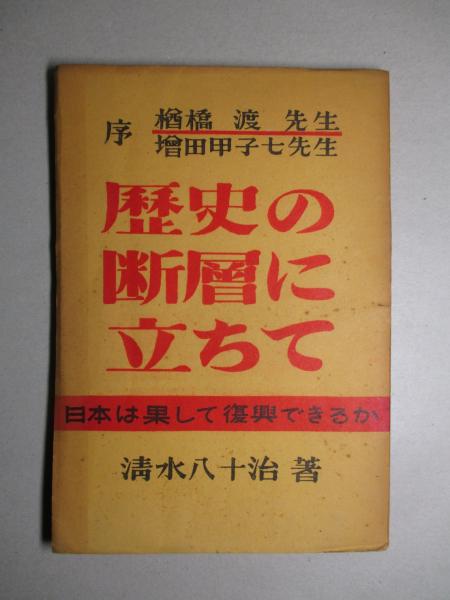 序 楢橋 渡 先生
増田甲子七先生
歴史の
断層に
立ちて
日本は果して復興できるか
清水八十治 著